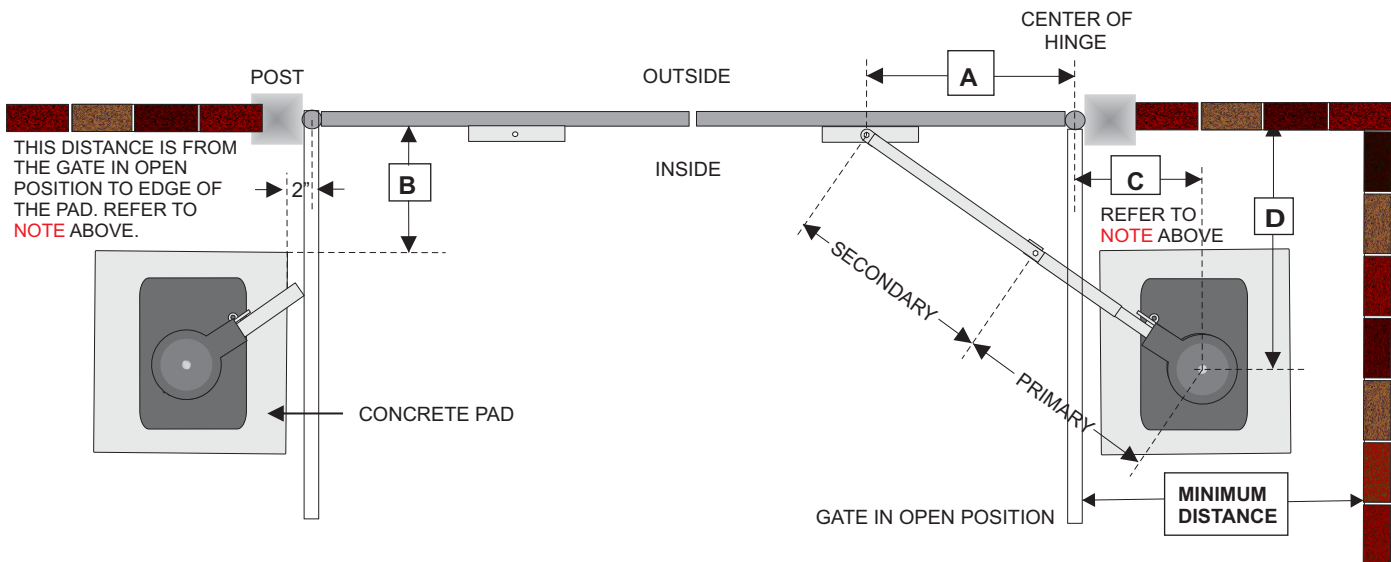 CENTER OF
HINGE
POST
OUTSIDE
A
THIS DISTANCE IS FROM
THE GATE IN OPEN
POSITION TO EDGE OF
THE PAD. REFER TO
NOTE ABOVE.
2"
B
INSIDE
C
REFER TO
NOTE ABOVE
D
SECONDARY
PRIMARY
CONCRETE PAD
GATE IN OPEN POSITION
MINIMUM
DISTANCE